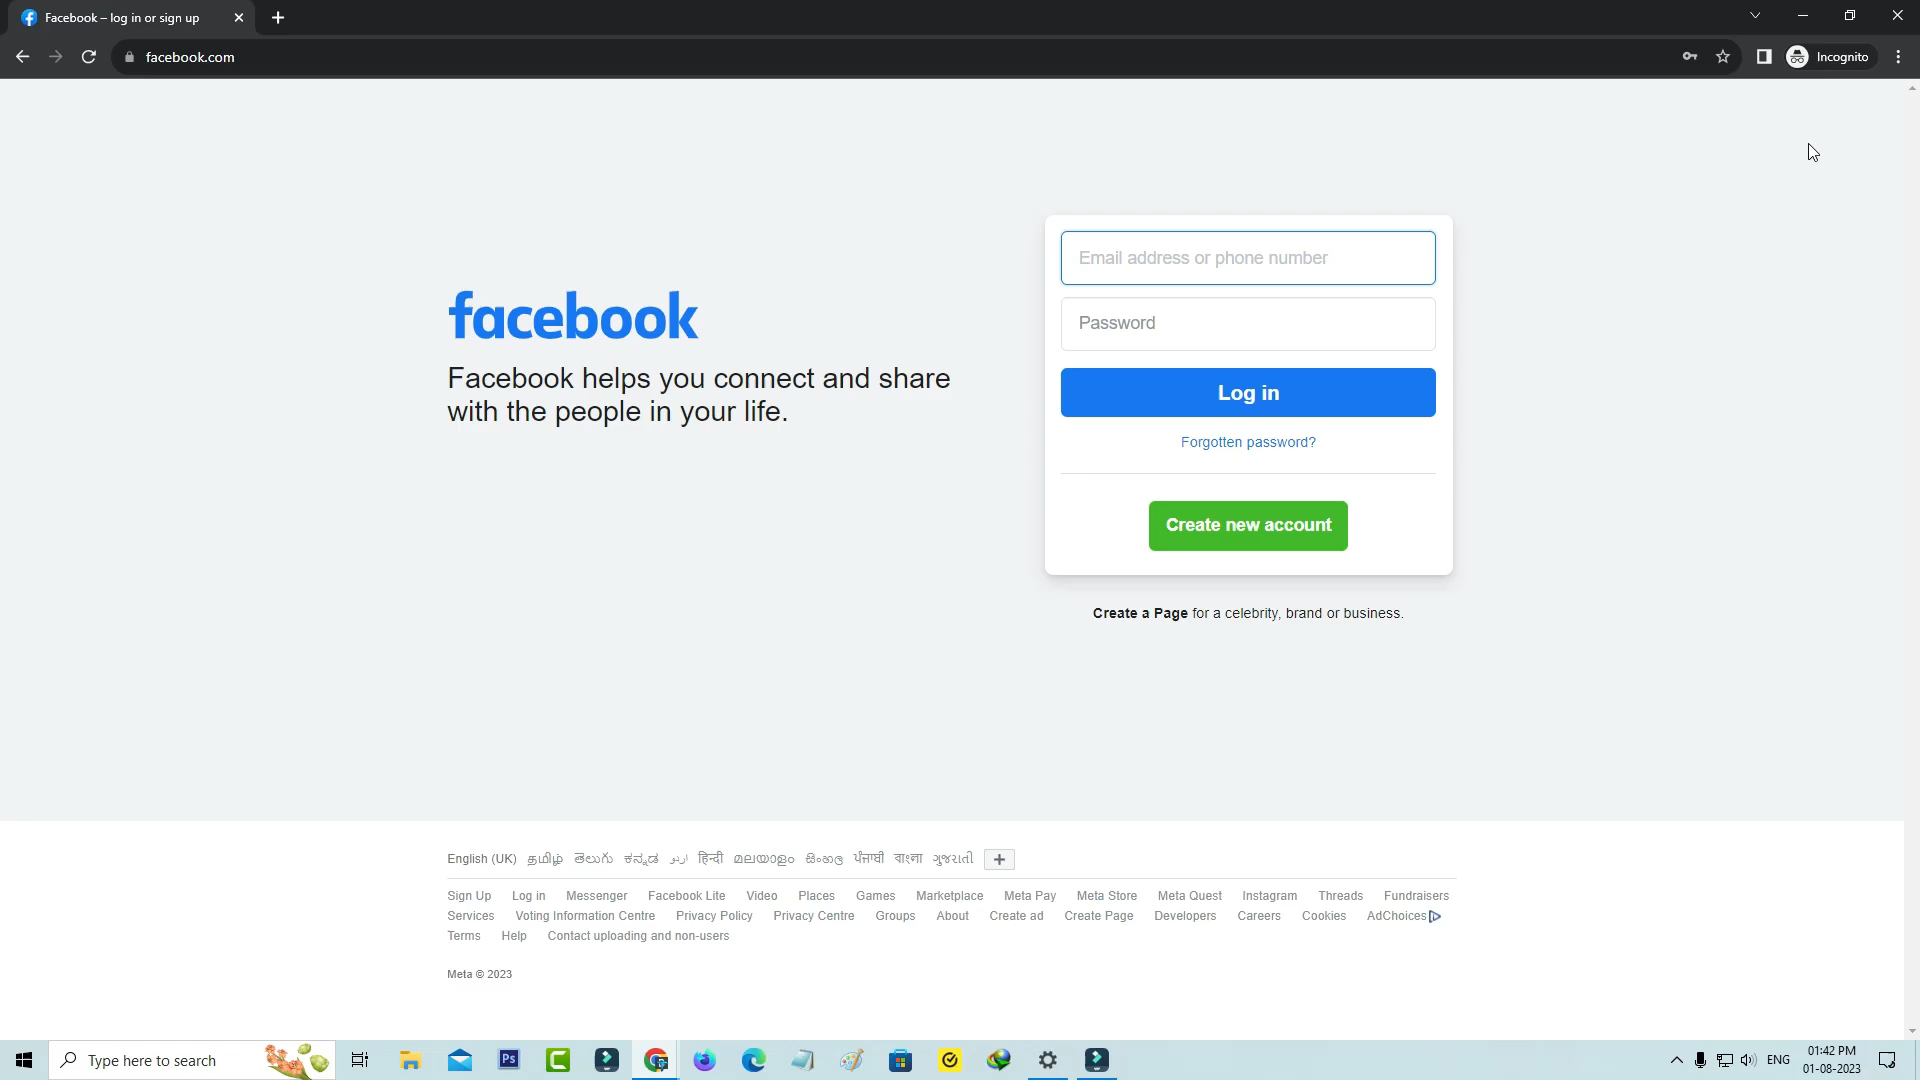 Facebook – log in or sign up
facebook.com
Incognito
facebook
Facebook helps you connect and share
with the people in your life.
Email address or phone number
Password
Log in
Forgotten password?
Create new account
Create a Page for a celebrity, brand or business.
English (UK) தமிழ் తెలుగు ಕನ್ನಡ اردو हिन्दी മലയാളം සිංහල ਪੰਜਾਬੀ বাংলা ગુજરાતી
Sign Up Log in Messenger Facebook Lite Video Places Games Marketplace Meta Pay Meta Store Meta Quest Instagram Threads Fundraisers
Services Voting Information Centre Privacy Policy Privacy Centre Groups About Create ad Create Page Developers Careers Cookies AdChoices
Terms Help Contact uploading and non-users
Meta © 2023
Type here to search
Ps
ENG
01:42 PM
01-08-2023